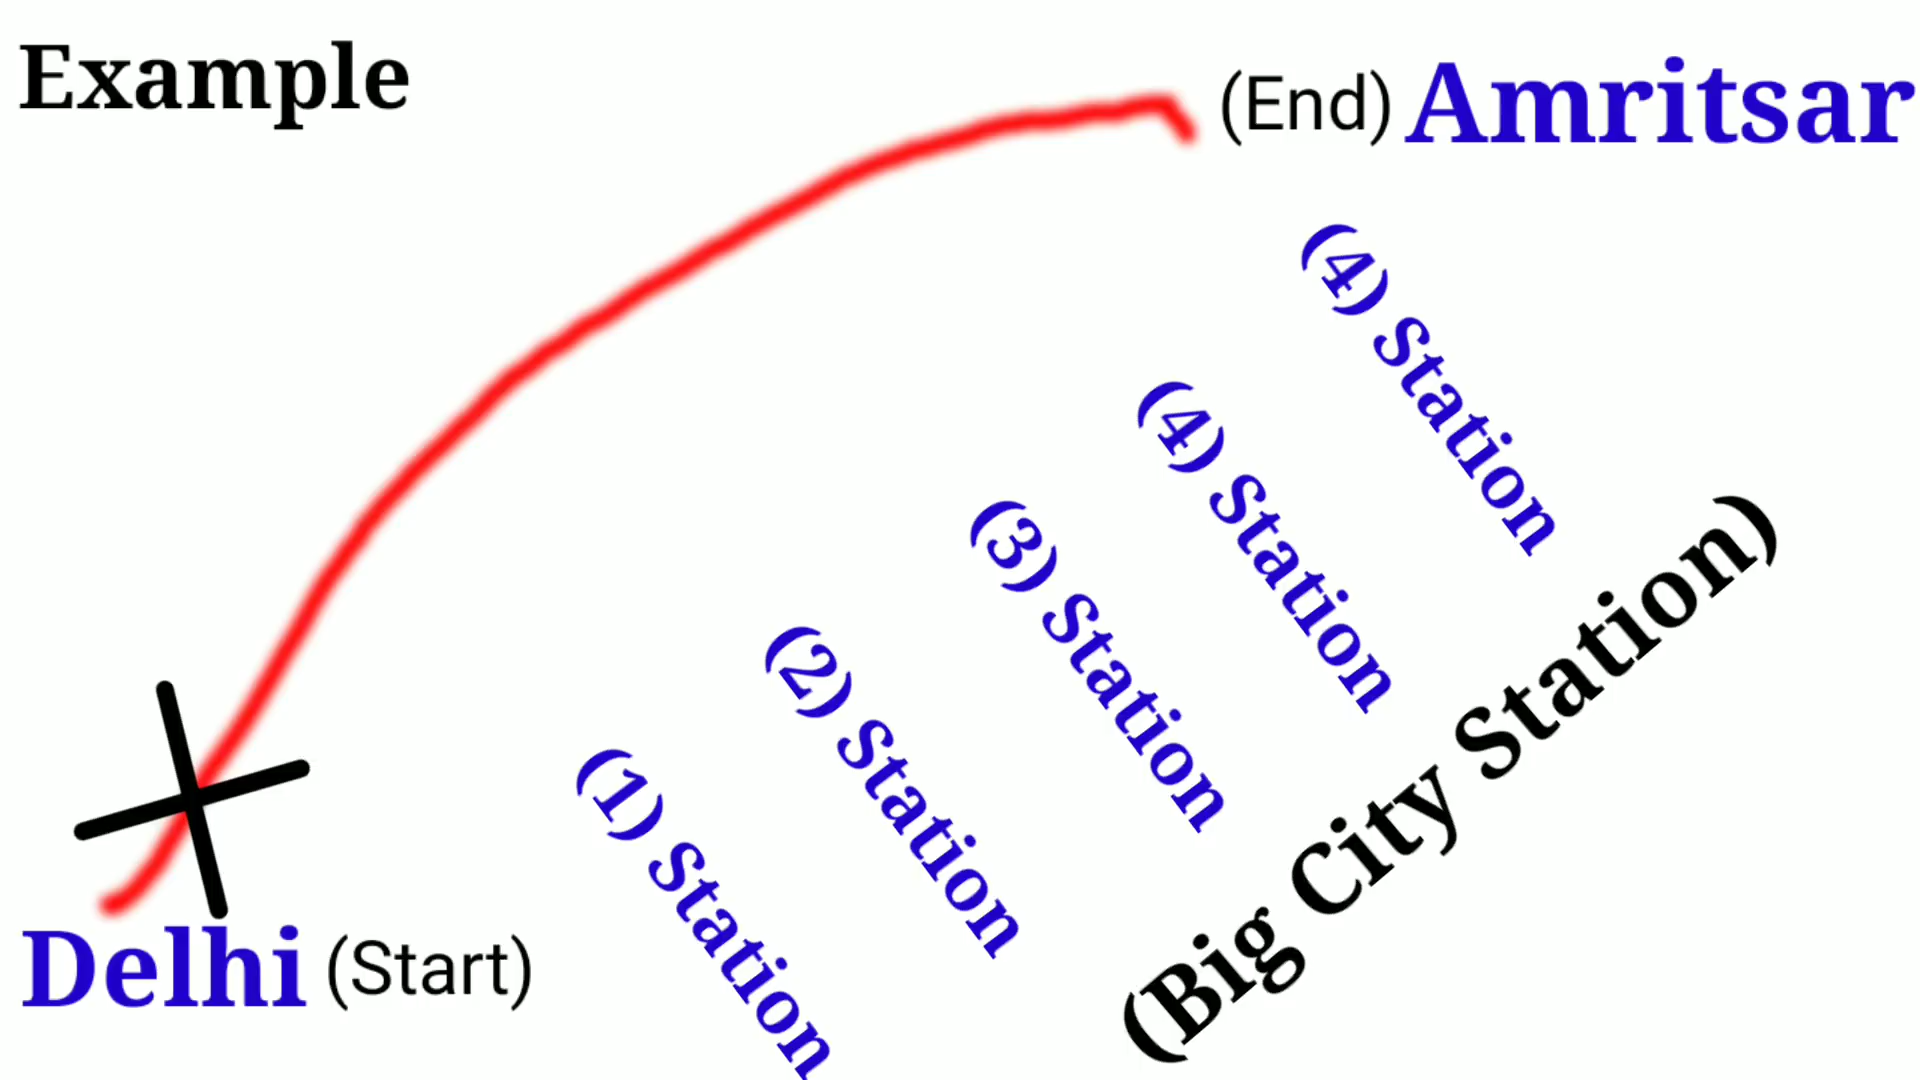 Example
(End) Amritsar
(4) Station
(4) Station
(3) Station
(2) Station
(1) Station
(Big City Station)
Delhi (Start)